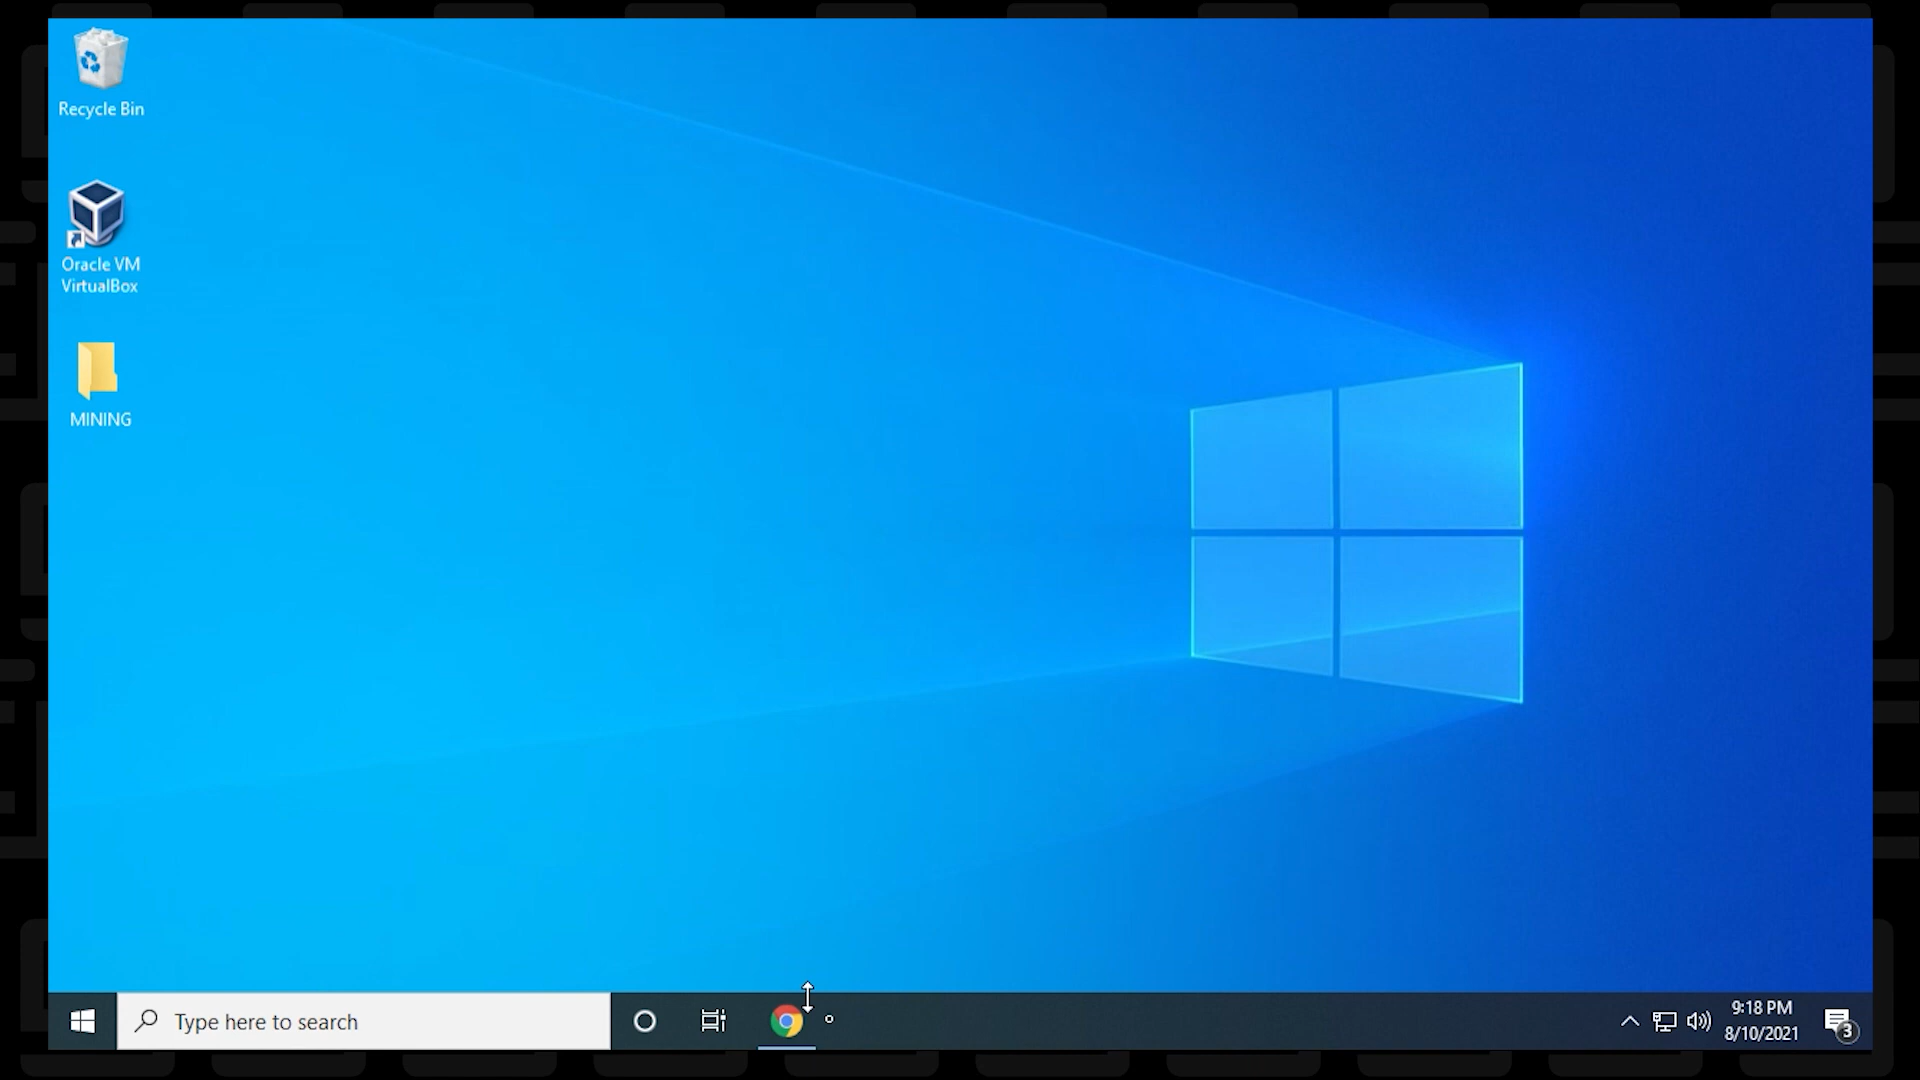 Recycle Bin
Oracle VM
VirtualBox
MINING
Type here to search
9:18 PM
8/10/2021
3